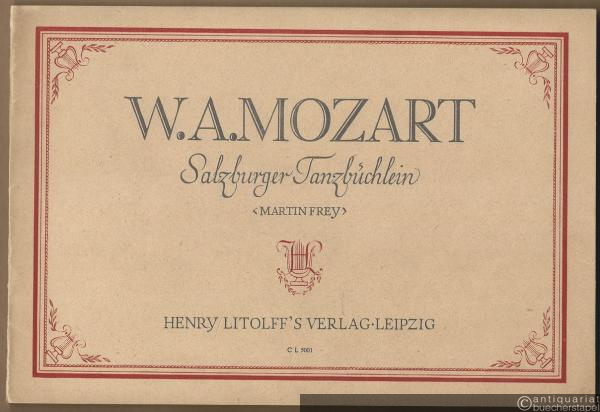 W.A.MOZART
Salzburger Tanzbüchlein
<MARTIN FREY>
HENRY LITOLFF'S VERLAG·LEIPZIG
C L 5001
©antiquariat
buecherstapel